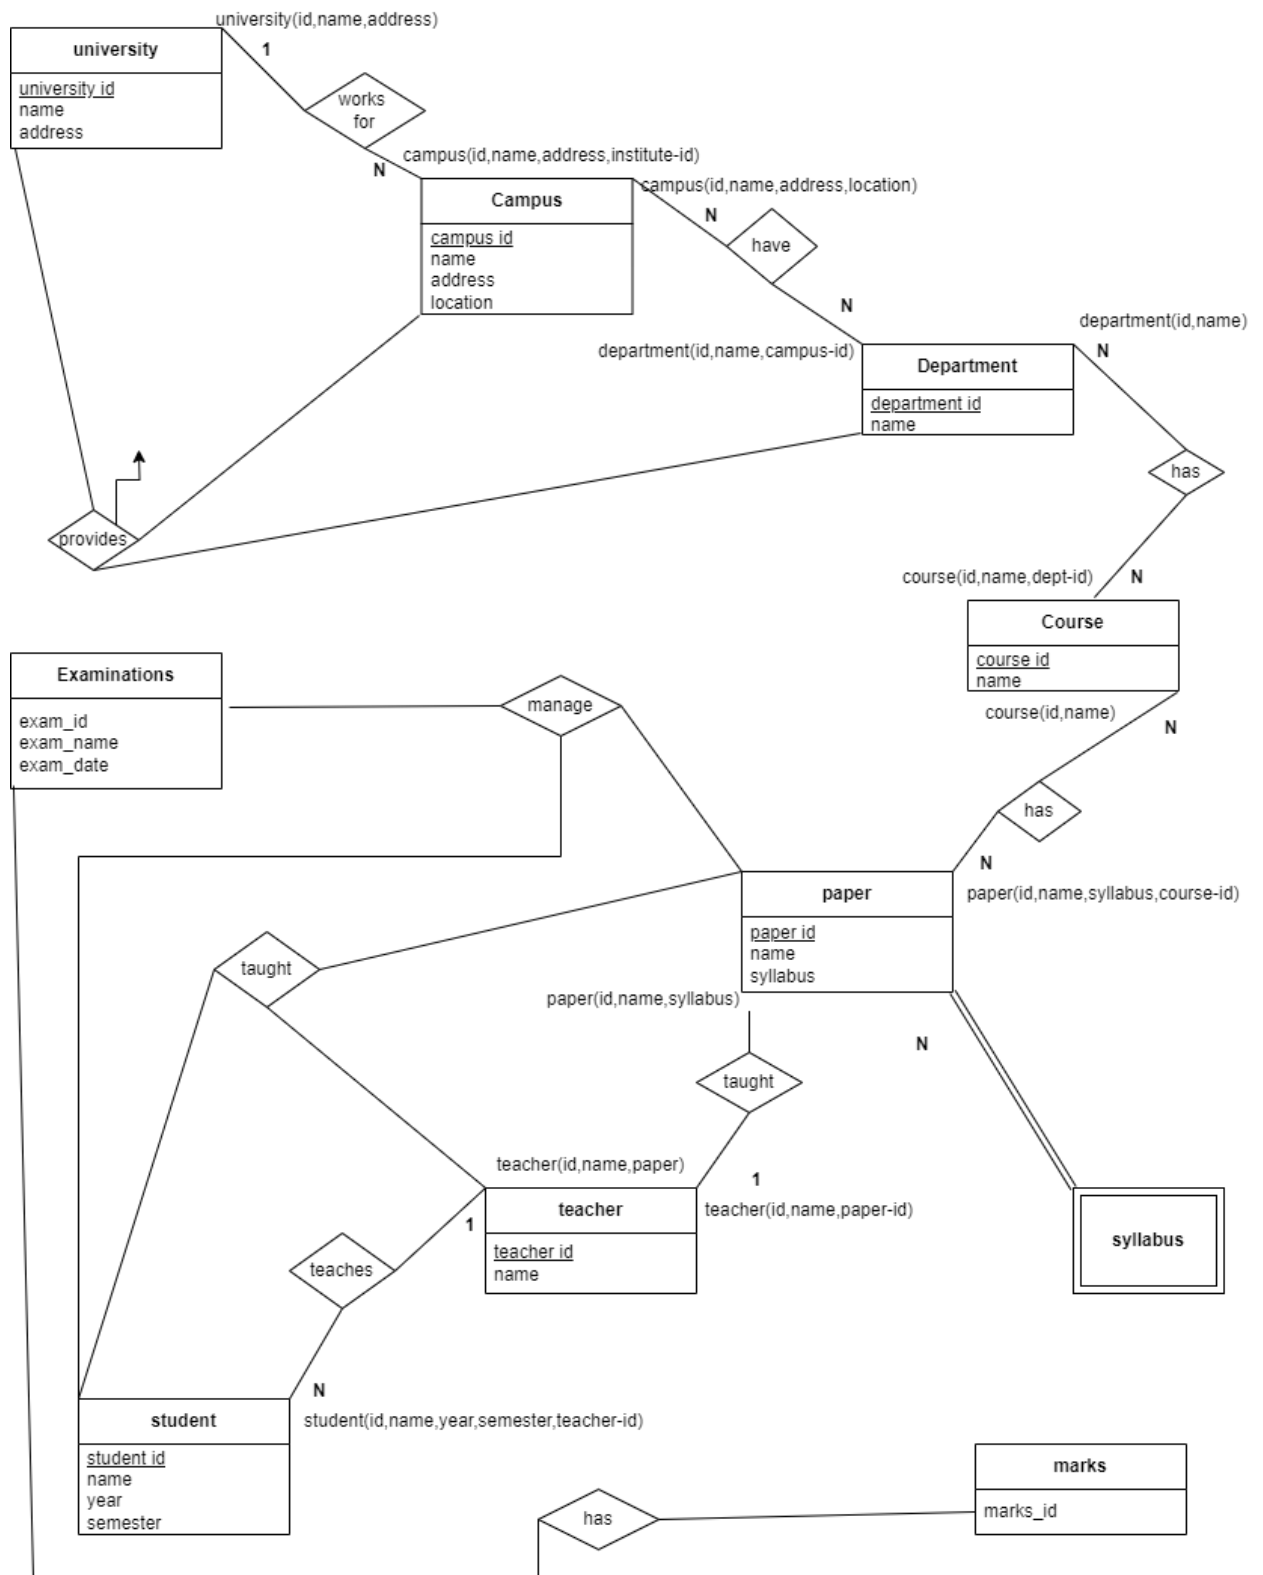 university(id,name,address)
university
1
university id
name
address
works
for
campus(id,name,address,institute-id)
N
campus(id,name,address,location)
Campus
N
campus id
name
address
location
have
N
department(id,name)
department(id,name,campus-id)
N
Department
department id
name
has
provides
course(id,name,dept-id)
N
Course
course id
name
course(id,name)
N
Examinations
exam_id
exam_name
exam_date
manage
has
N
paper
paper(id,name,syllabus,course-id)
paper id
name
syllabus
taught
paper(id,name,syllabus)
N
taught
teacher(id,name,paper)
1
teacher
teacher(id,name,paper-id)
1
teacher id
name
syllabus
teaches
N
student
student(id,name,year,semester,teacher-id)
student id
name
year
semester
marks
marks_id
has